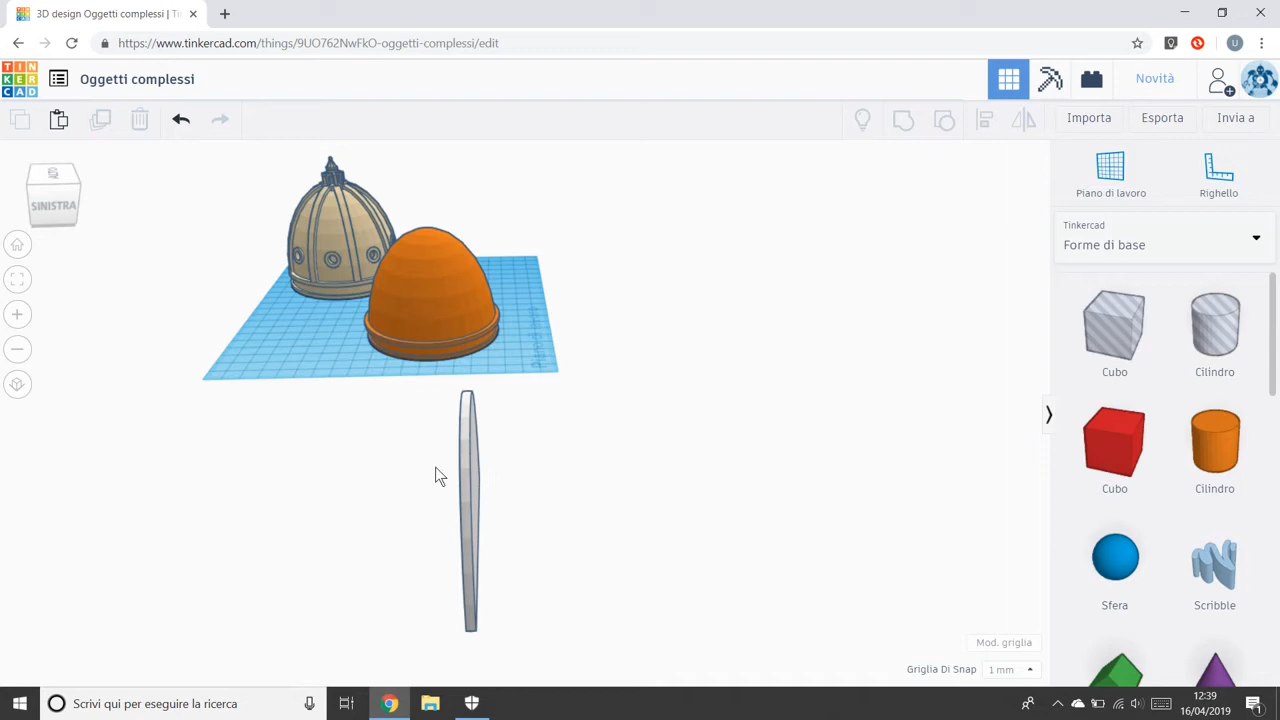 3D design Oggetti complessi | Ti
https://www.tinkercad.com/things/9UO762NwFkO-oggetti-complessi/edit
U
TIN
KER
CAD
Oggetti complessi
Novità
Importa
Esporta
Invia a
SINISTRA
Piano di lavoro
Righello
Tinkercad
Forme di base
Cubo
Cilindro
Cubo
Cilindro
Sfera
Scribble
Mod. griglia
Griglia Di Snap
1 mm
Scrivi qui per eseguire la ricerca
12:39
16/04/2019
1